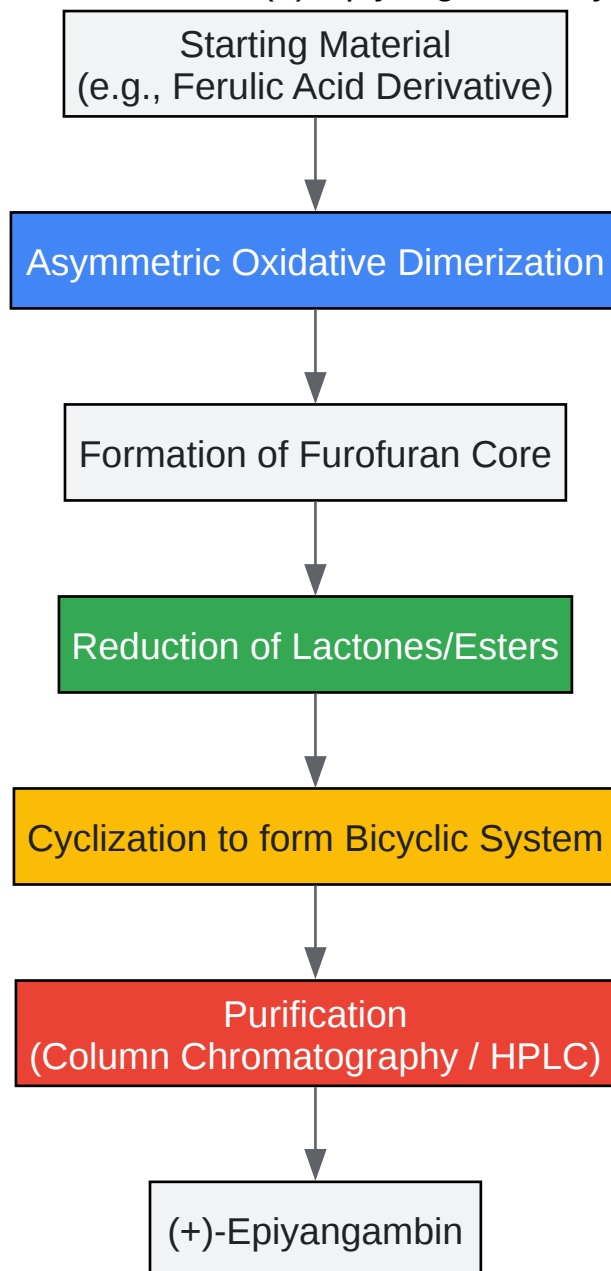 Starting Material
(e.g., Ferulic Acid Derivative)
Asymmetric Oxidative Dimerization
Formation of Furofuran Core
Reduction of Lactones/Esters
Cyclization to form Bicyclic System
Purification
(Column Chromatography / HPLC)
(+)-Epiyangambin